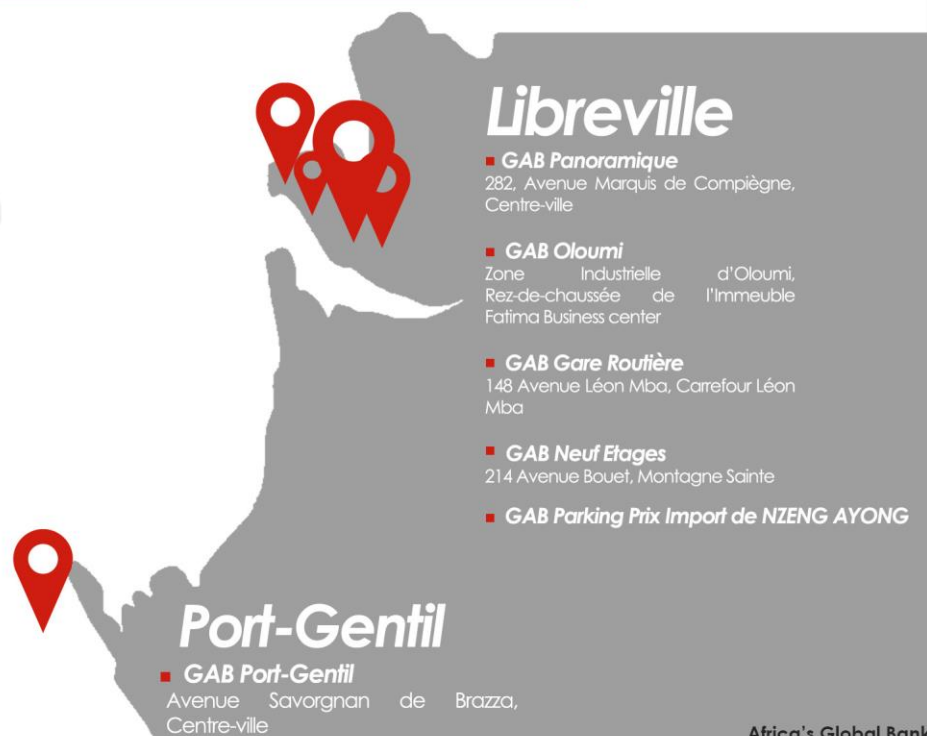 Libreville
GAB Panoramique
282, Avenue Marquis de Compiègne,
Centre-ville
GAB Oloumi
Zone Industrielle d'Oloumi,
Rez-de-chaussée de l'Immeuble
Fatima Business center
GAB Gare Routière
148 Avenue Léon Mba, Carrefour Léon
Mba
GAB Neuf Etages
214 Avenue Bouet, Montagne Sainte
GAB Parking Prix Import de NZENG AYONG
Port-Gentil
GAB Port-Gentil
Avenue Savorgnan de Brazza,
Centre-ville
Africa's Global Bank